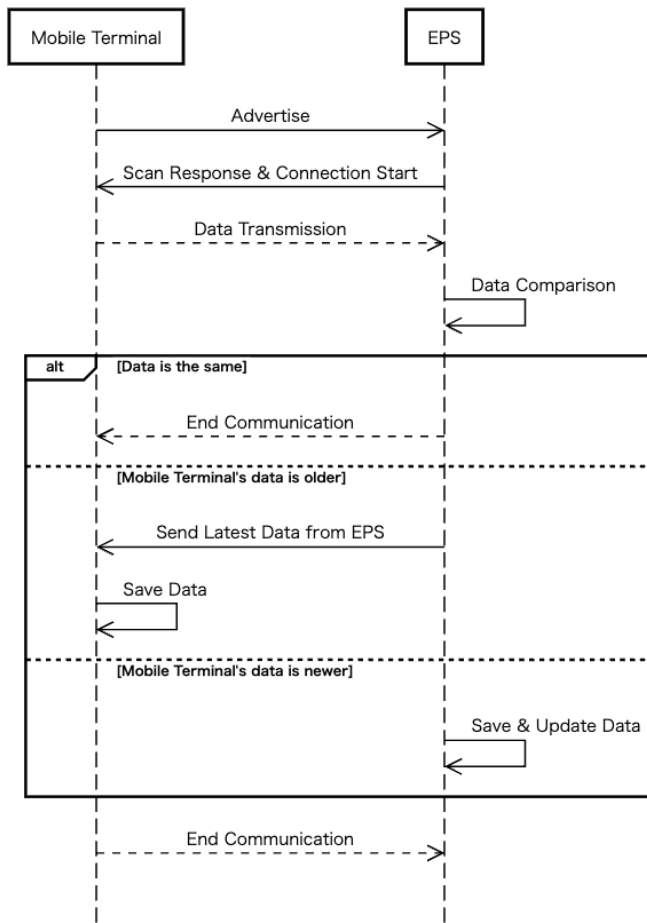 Mobile Terminal
EPS
Advertise
Scan Response & Connection Start
Data Transmission
Data Comparison
alt
[Data is the same]
End Communication
[Mobile Terminal's data is older]
Send Latest Data from EPS
Save Data
[Mobile Terminal's data is newer]
Save & Update Data
End Communication